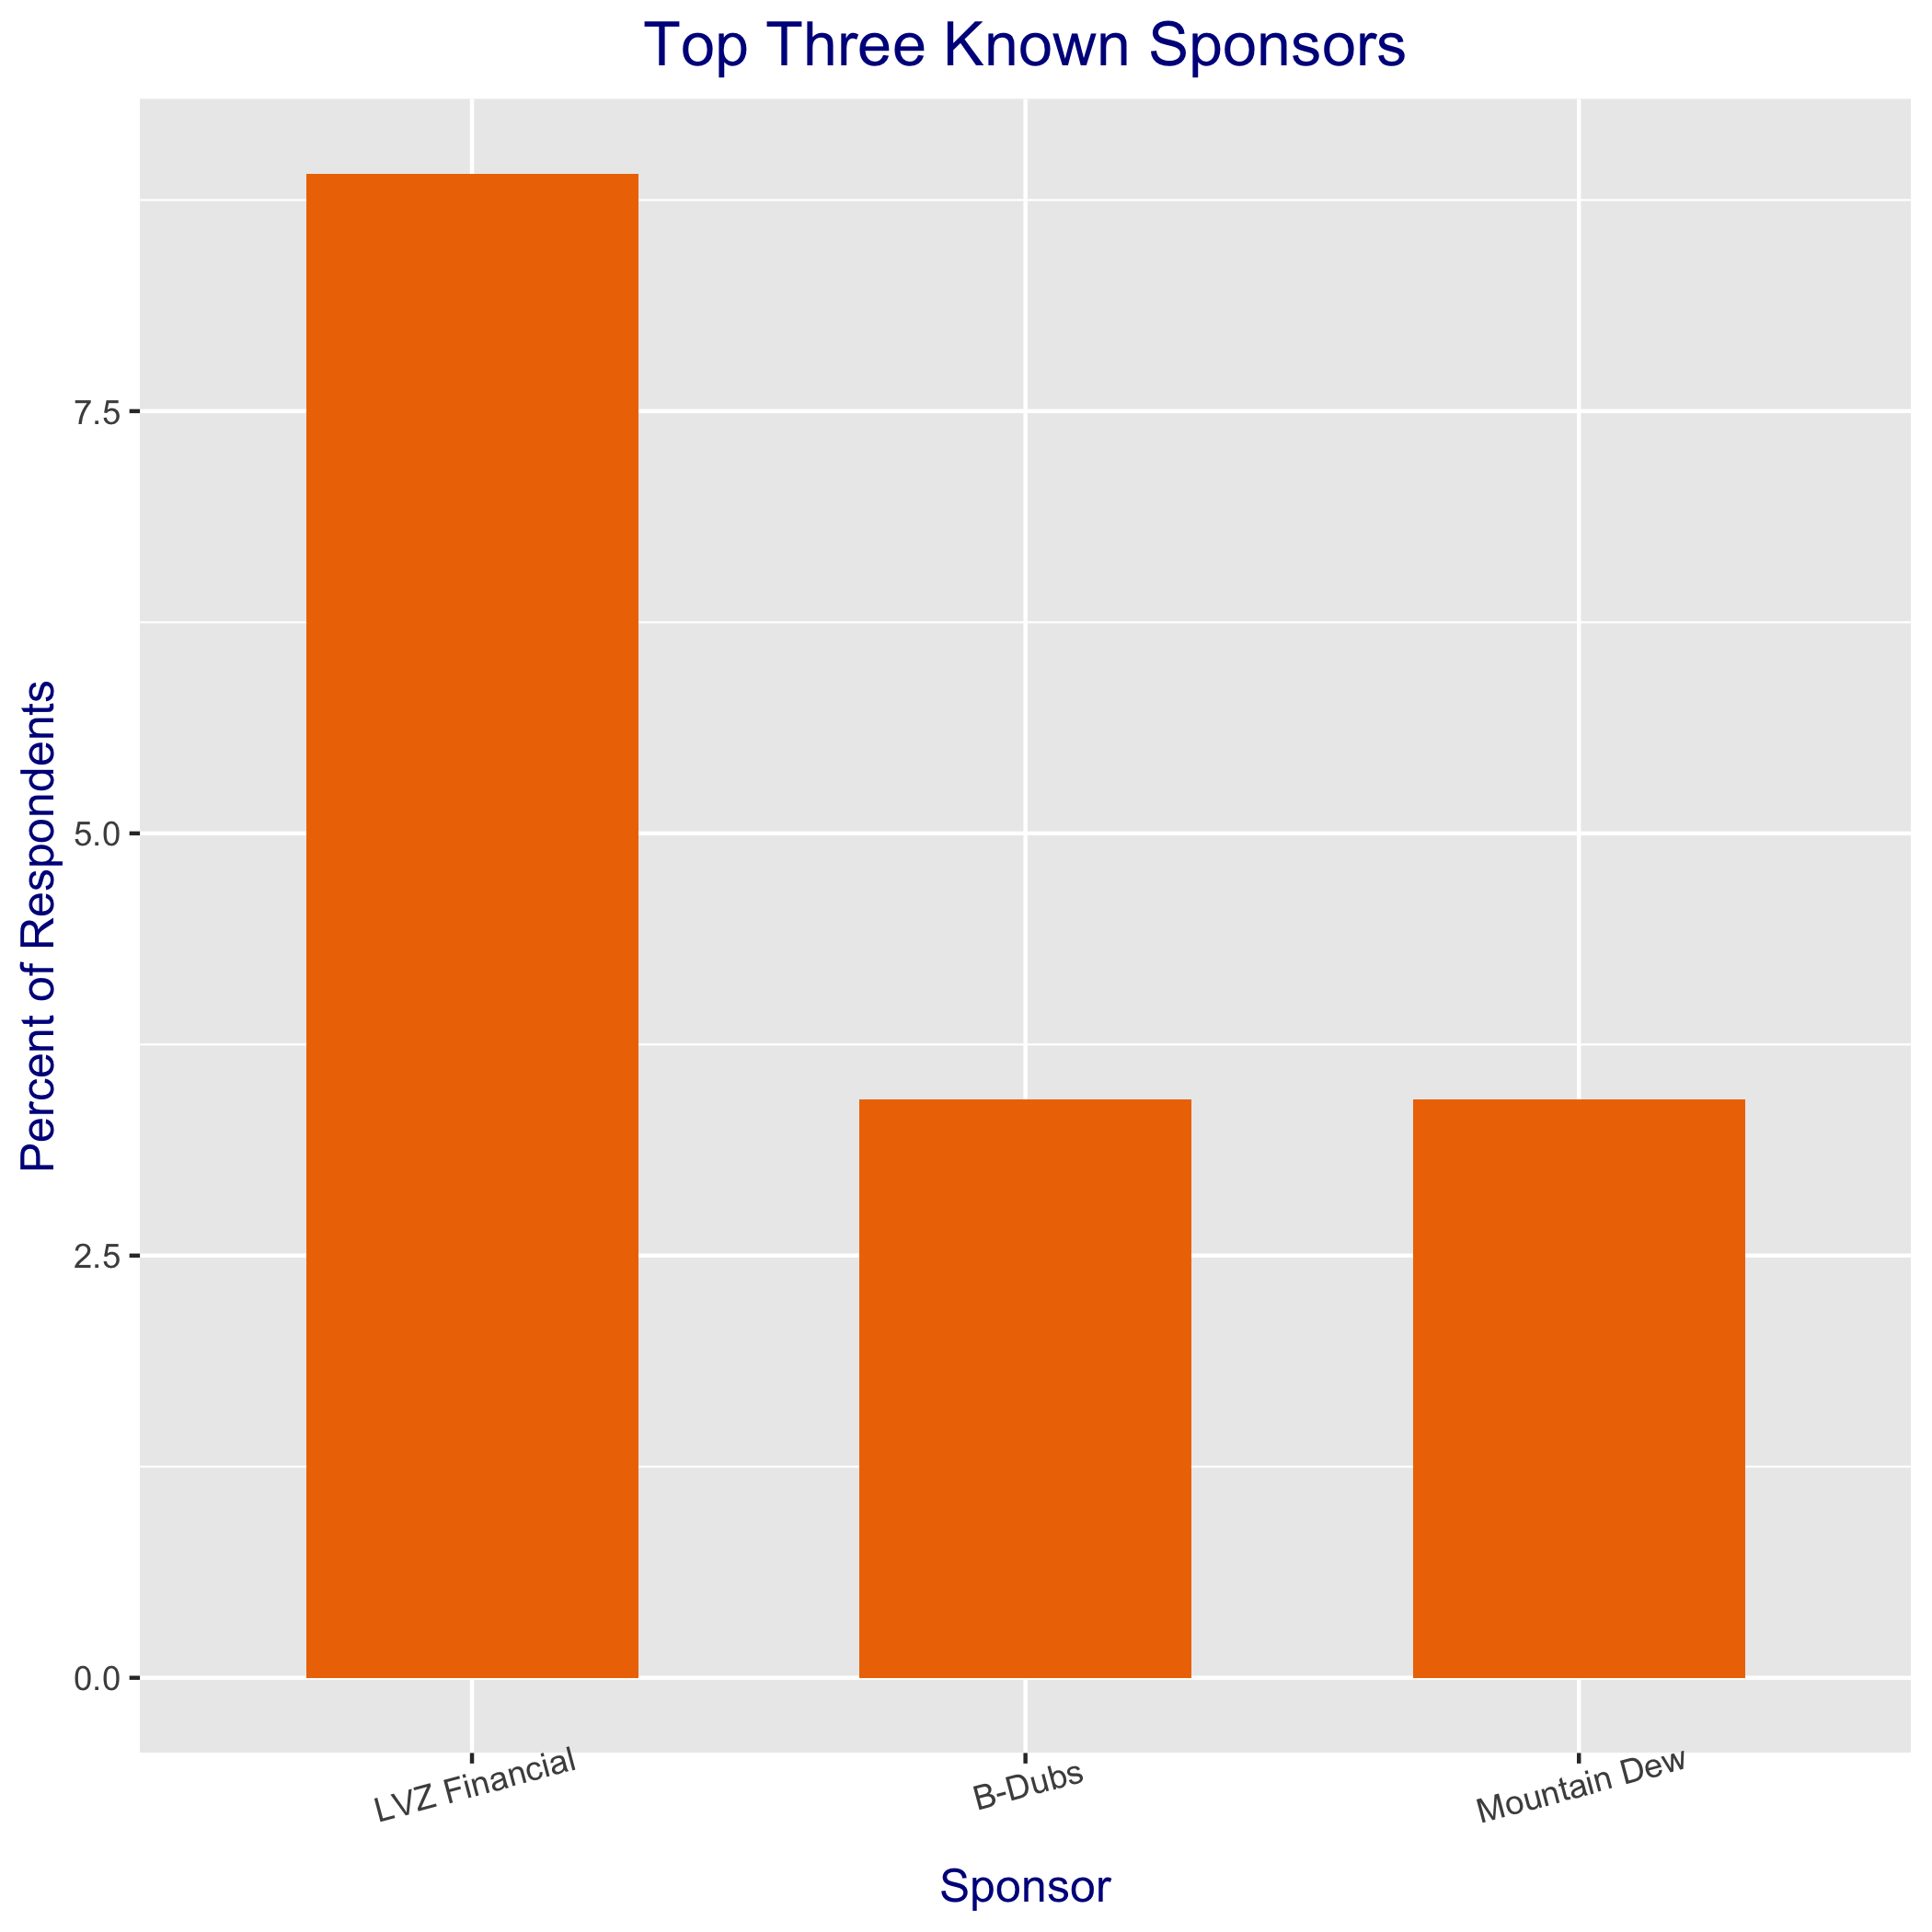 Top Three Known Sponsors
Percent of Respondents
7.5
5.0
2.5
0.0
LVZ Financial
B-Dubs
Mountain Dew
Sponsor